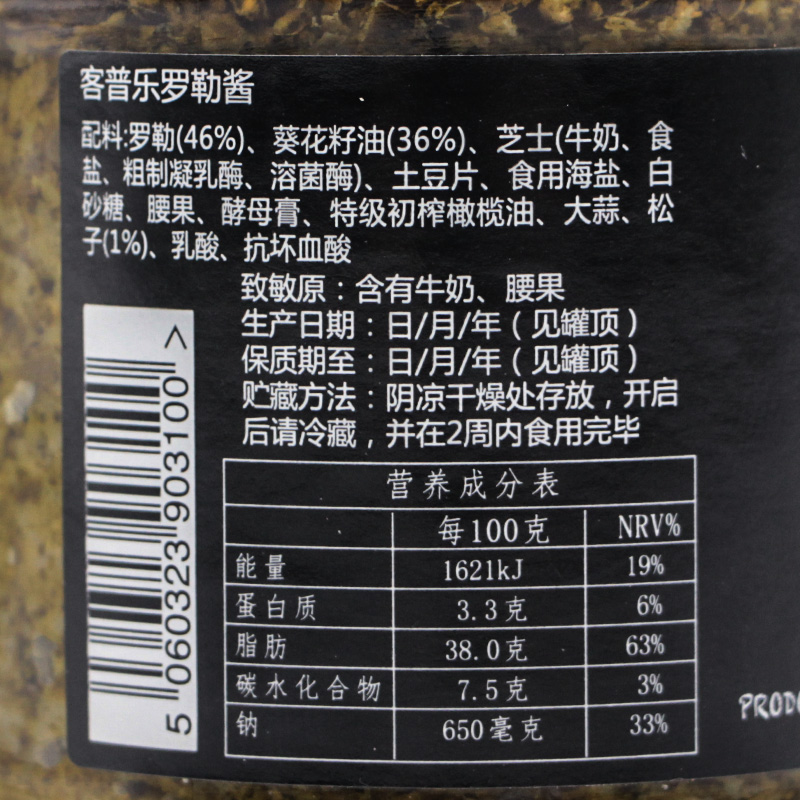 客普乐罗勒酱
配料:罗勒(46%)、葵花籽油(36%)、芝士(牛奶、食
盐、粗制凝乳酶、溶菌酶)、土豆片、食用海盐、白
砂糖、腰果、酵母膏、特级初榨橄榄油、大蒜、松
子(1%)、乳酸、抗坏血酸
致敏原：含有牛奶、腰果
生产日期：日/月/年（见罐顶）
保质期至：日/月/年（见罐顶）
贮藏方法：阴凉干燥处存放，开启
后请冷藏，并在2周内食用完毕
营养成分表
每100克 NRV%
能量 1621kJ 19%
蛋白质 3.3克 6%
脂肪 38.0克 63%
碳水化合物 7.5克 3%
钠 650毫克 33%
5 060323 903100 >